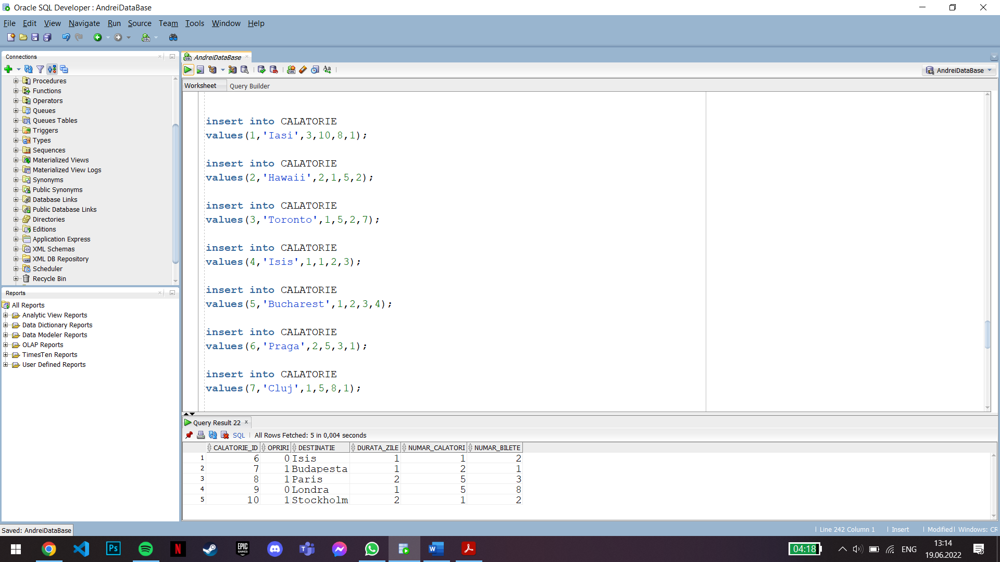 Oracle SQL Developer : AndreiDataBase
File Edit View Navigate Run Source Team Tools Window Help
Connections
Procedures
Functions
Operators
Queues
Queues Tables
Triggers
Types
Sequences
Materialized Views
Materialized View Logs
Synonyms
Public Synonyms
Database Links
Public Database Links
Directories
Editions
Application Express
XML Schemas
XML DB Repository
Scheduler
Recycle Bin
Reports
All Reports
Analytic View Reports
Data Dictionary Reports
Data Modeler Reports
OLAP Reports
TimesTen Reports
User Defined Reports
AndreiDataBase
AndreiDataBase
Worksheet Query Builder
insert into CALATORIE
values(1,'Iasi',3,10,8,1);
insert into CALATORIE
values(2,'Hawaii',2,1,5,2);
insert into CALATORIE
values(3,'Toronto',1,5,2,7);
insert into CALATORIE
values(4,'Isis',1,1,2,3);
insert into CALATORIE
values(5,'Bucharest',1,2,3,4);
insert into CALATORIE
values(6,'Praga',2,5,3,1);
insert into CALATORIE
values(7,'Cluj',1,5,8,1);
Query Result 22
SQL | All Rows Fetched: 5 in 0,004 seconds
CALATORIE_ID OPRIRI DESTINATIE DURATA_ZILE NUMAR_CALATORI NUMAR_BILETE
1 6 0 Isis 1 1 2
2 7 1 Budapesta 1 2 1
3 8 1 Paris 2 5 3
4 9 0 Londra 1 5 8
5 10 1 Stockholm 2 1 2
Saved: AndreiDataBase
Line 242 Column 1 | Insert | Modified | Windows: CR
Ps
N
EPIC GAMES
W
04:18
ENG
13:14
19.06.2022